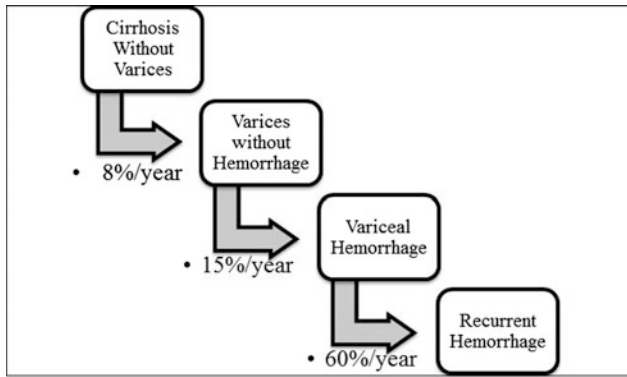 Cirrhosis
Without
Varices
• 8%/year
Varices
without
Hemorrhage
• 15%/year
Variceal
Hemorrhage
• 60%/year
Recurrent
Hemorrhage